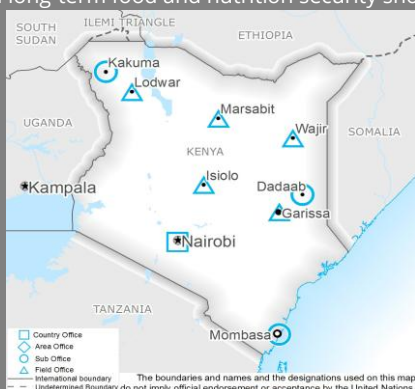 long term food and nutrition security
SOUTH
SUDAN
ILEMI TRIANGLE
ETHIOPIA
Kakuma
Lodwar
Marsabit
UGANDA
Wajir
SOMALIA
KENYA
Isiolo
Dadaab
Kampala
Garissa
Nairobi
TANZANIA
Mombasa
Country Office
Area Office
Sub Office
Field Office
International boundary
Undetermined Boundary
The boundaries and names and the designations used on this map
do not imply official endorsement or acceptance by the United Nations